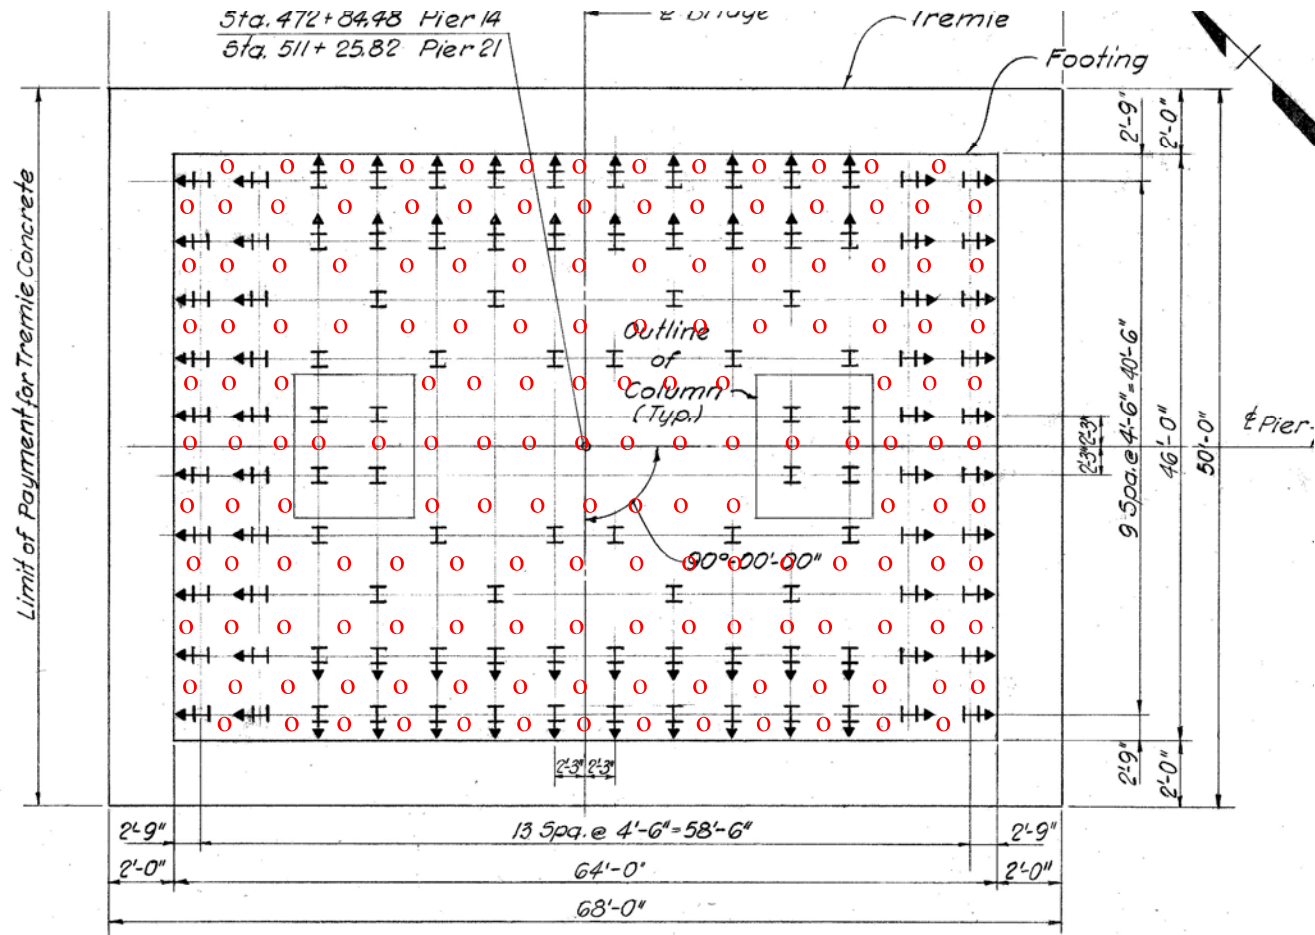 Sta. 472+84.48 Pier 14
Sta. 511+25.82 Pier 21
℄ Bridge
Tremie
Footing
2'-9"
2'-0"
Limit of Payment for Tremie Concrete
Outline
of
Column
(Typ.)
9 Spa. @ 4'-6"=40'-6"
46'-0"
50'-0"
2'-3" 2'-3"
℄ Pier
90°-00'-00"
2'-3" 2'-3"
2'-9"
2'-0"
2'-9"
13 Spa. @ 4'-6"=58'-6"
2'-9"
2'-0"
64'-0"
2'-0"
68'-0"